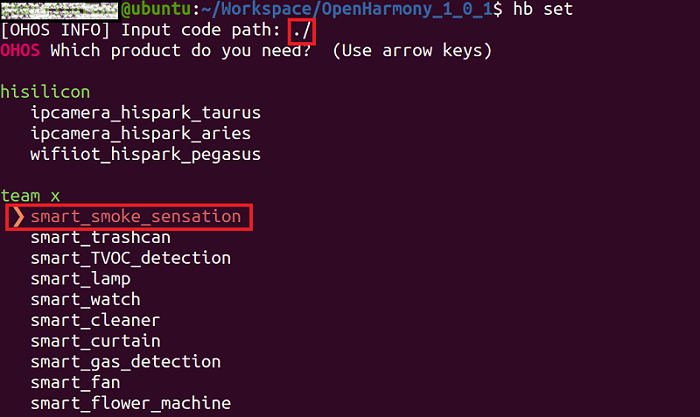 @ubuntu:~/Workspace/OpenHarmony_1_0_1$ hb set
[OHOS INFO] Input code path: ./
OHOS Which product do you need?  (Use arrow keys)
hisilicon
ipcamera_hispark_taurus
ipcamera_hispark_aries
wifiiot_hispark_pegasus
team x
❯ smart_smoke_sensation
smart_trashcan
smart_TVOC_detection
smart_lamp
smart_watch
smart_cleaner
smart_curtain
smart_gas_detection
smart_fan
smart_flower_machine